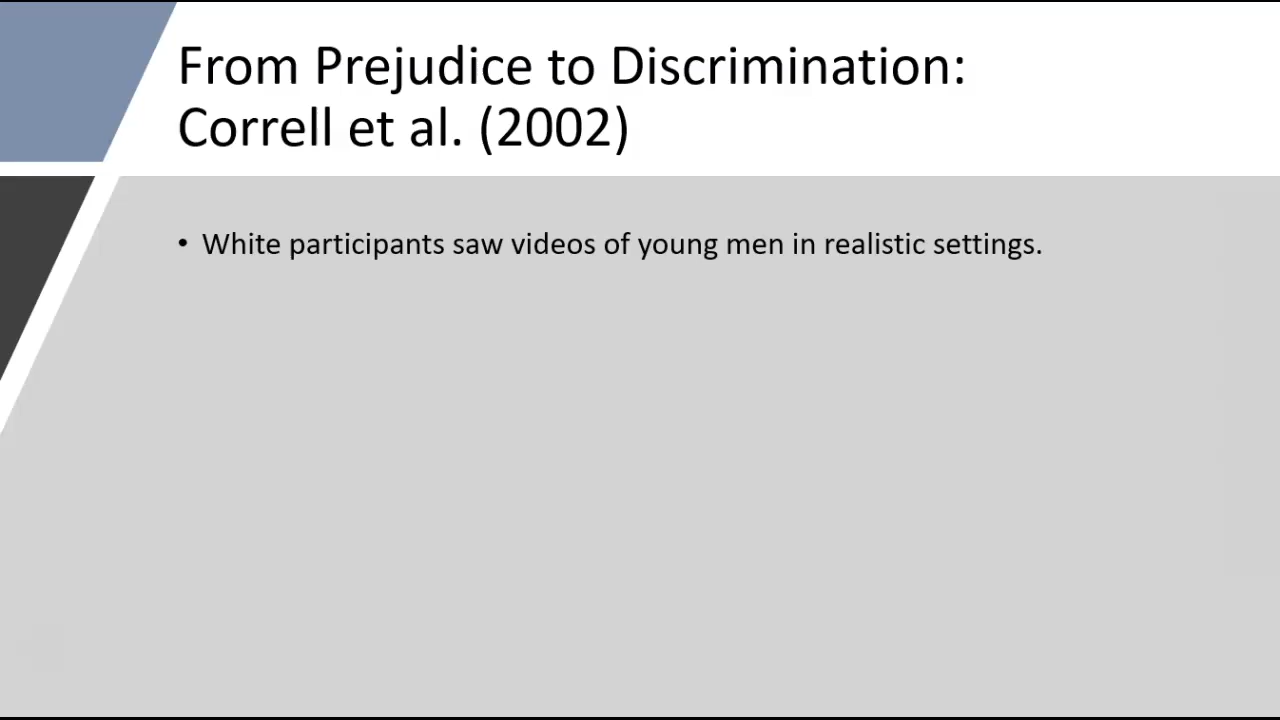 From Prejudice to Discrimination:
Correll et al. (2002)
• White participants saw videos of young men in realistic settings.